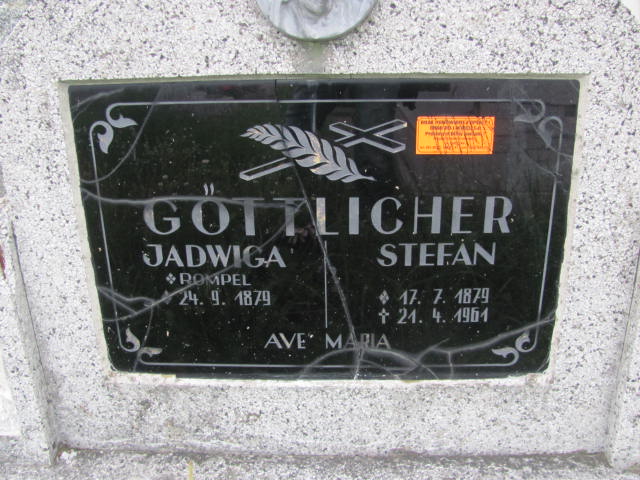 GÖTTLICHER
JADWIGA STEFAN
ROMPEL
24. 9. 1879 17. 7. 1879
21. 4. 1961
AVE MARIA